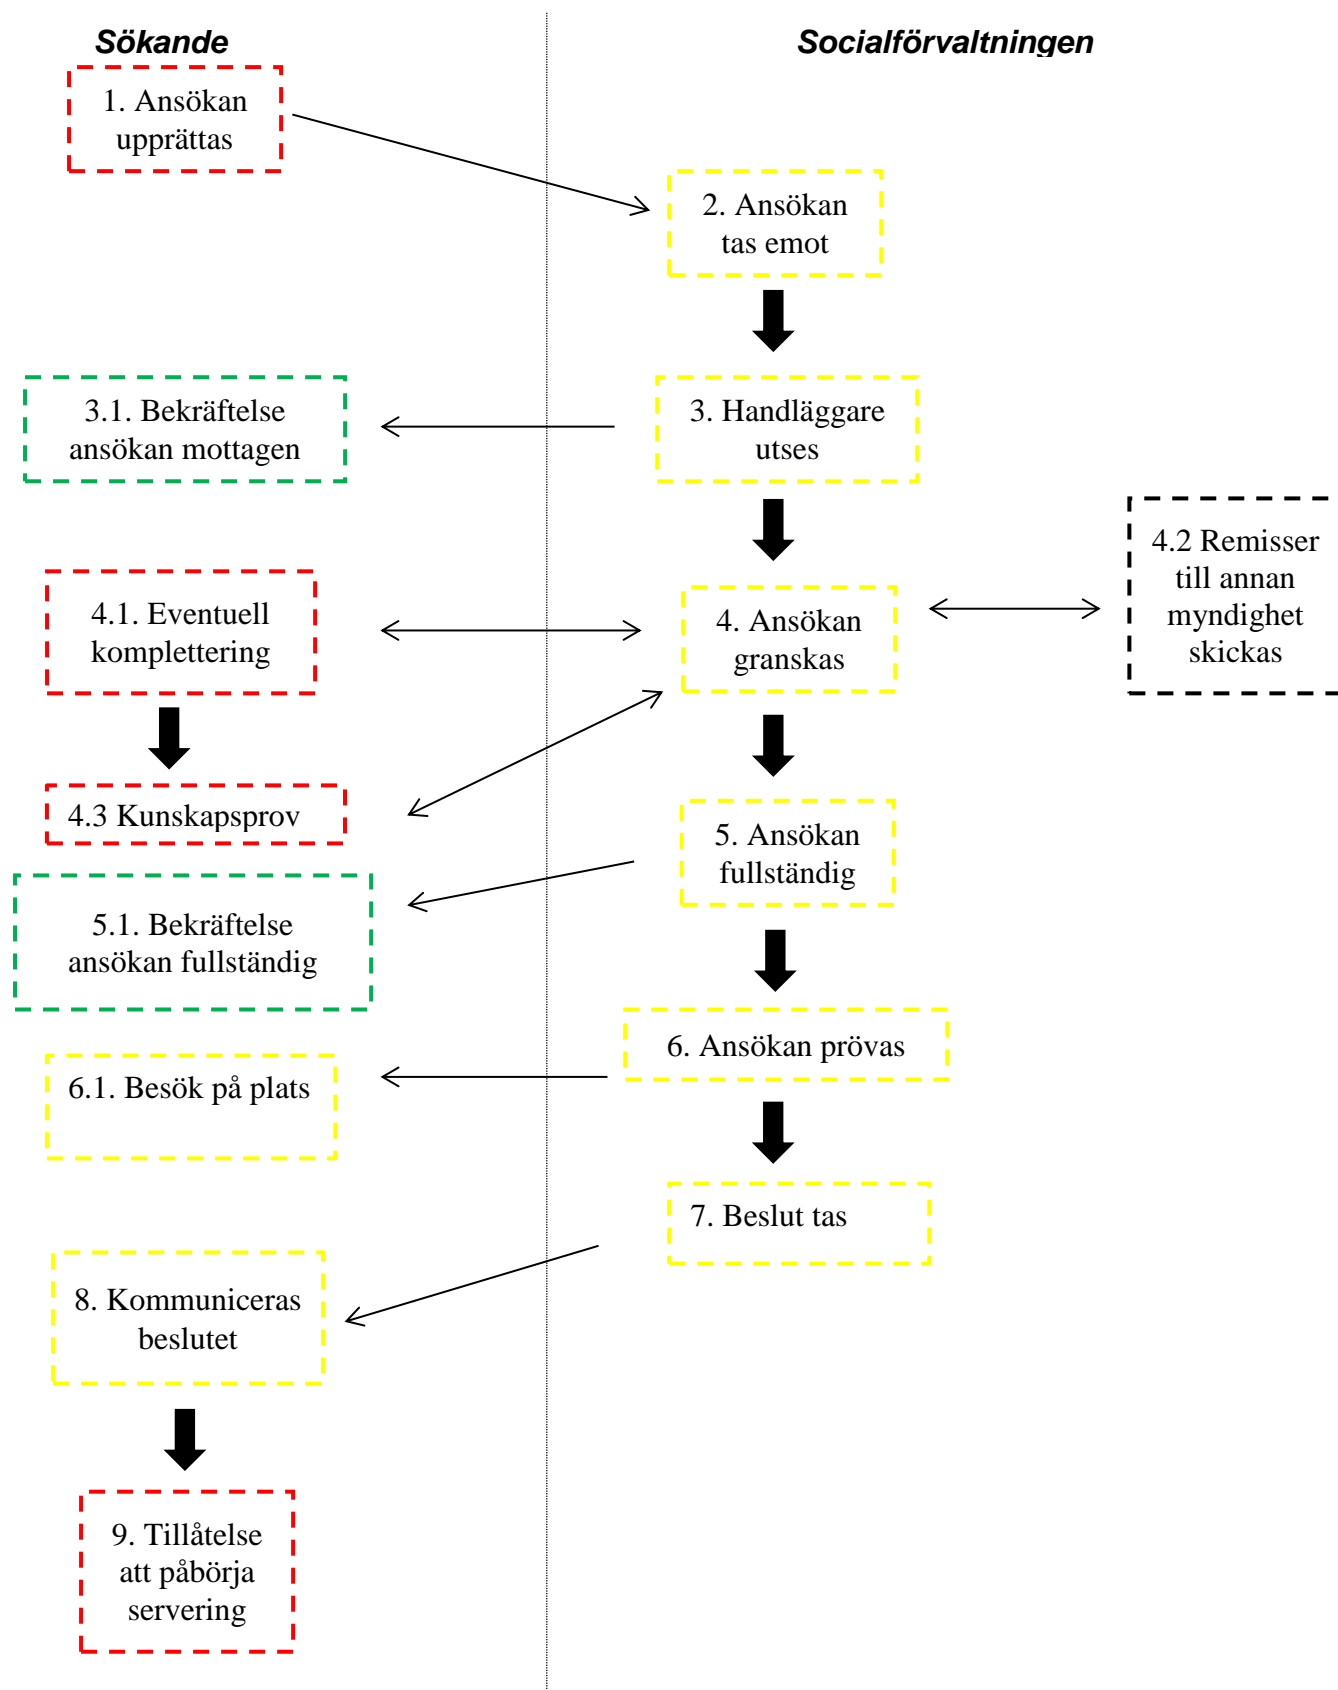 Sökande
Socialförvaltningen
1. Ansökan
upprättas
2. Ansökan
tas emot
3.1. Bekräftelse
ansökan mottagen
3. Handläggare
utses
4.1. Eventuell
komplettering
4. Ansökan
granskas
4.2 Remisser
till annan
myndighet
skickas
4.3 Kunskapsprov
5. Ansökan
fullständig
5.1. Bekräftelse
ansökan fullständig
6. Ansökan prövas
6.1. Besök på plats
7. Beslut tas
8. Kommuniceras
beslutet
9. Tillåtelse
att påbörja
servering